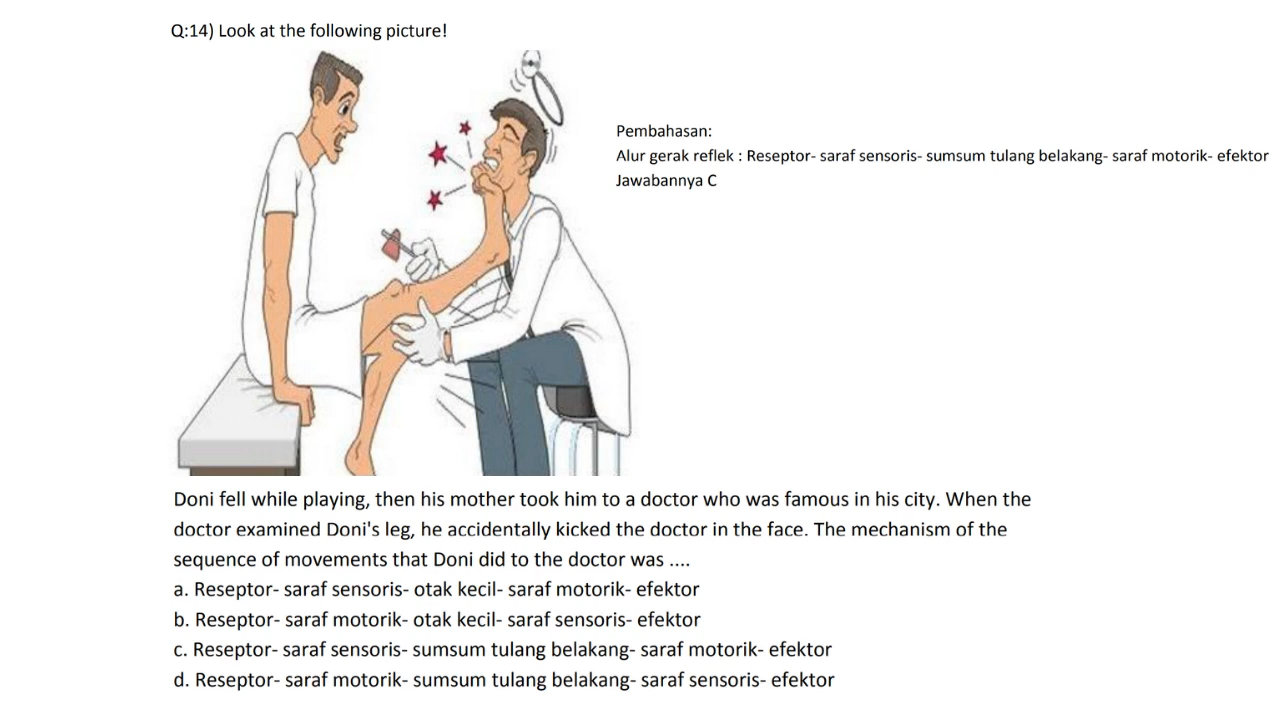 Q:14) Look at the following picture!
Pembahasan:
Alur gerak reflek : Reseptor- saraf sensoris- sumsum tulang belakang- saraf motorik- efektor
Jawabannya C
Doni fell while playing, then his mother took him to a doctor who was famous in his city. When the
doctor examined Doni's leg, he accidentally kicked the doctor in the face. The mechanism of the
sequence of movements that Doni did to the doctor was ....
a. Reseptor- saraf sensoris- otak kecil- saraf motorik- efektor
b. Reseptor- saraf motorik- otak kecil- saraf sensoris- efektor
c. Reseptor- saraf sensoris- sumsum tulang belakang- saraf motorik- efektor
d. Reseptor- saraf motorik- sumsum tulang belakang- saraf sensoris- efektor